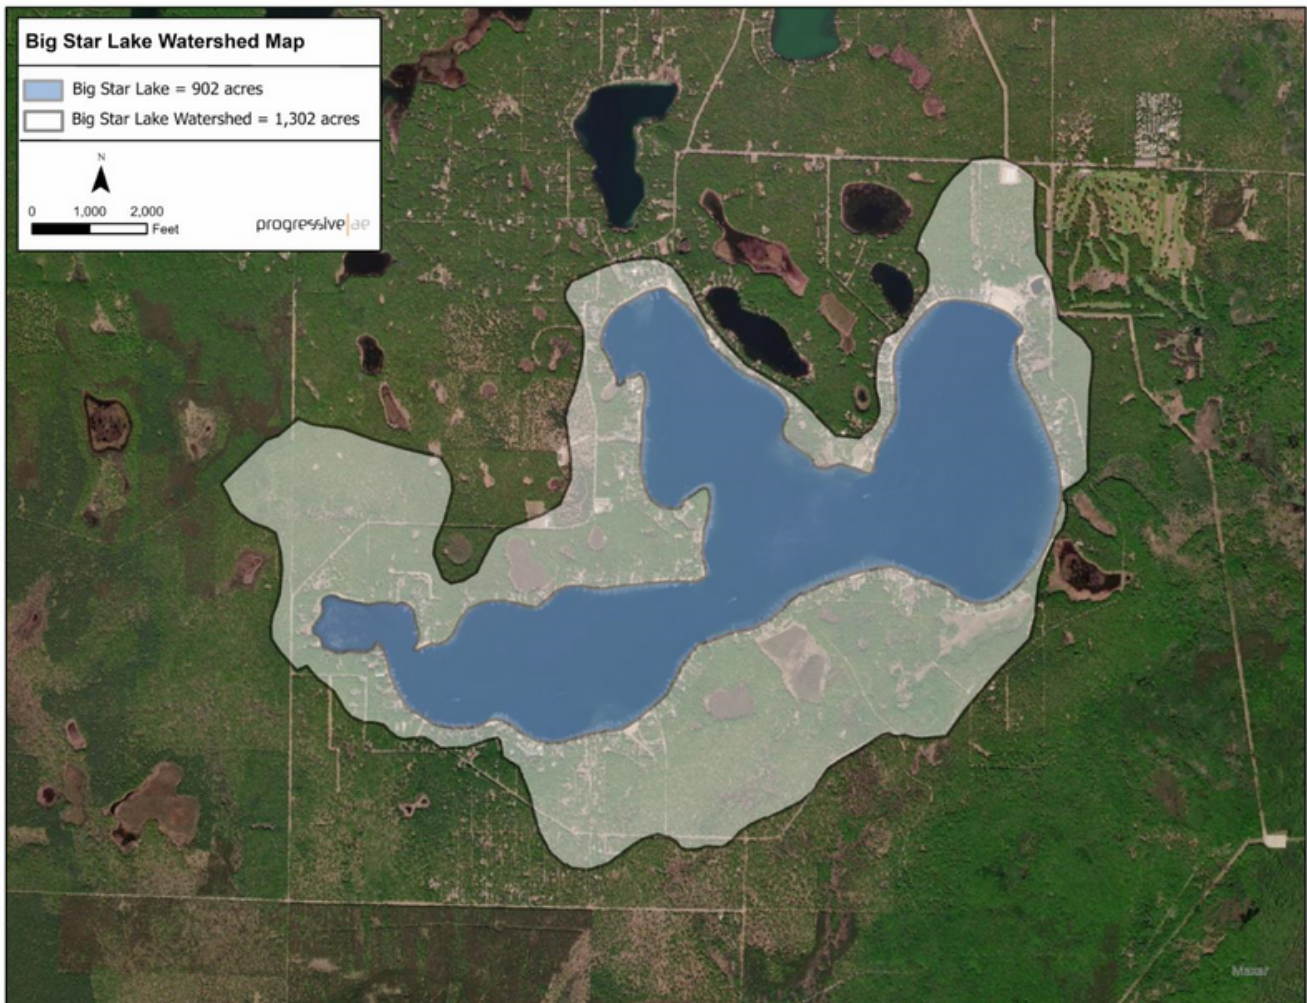 Big Star Lake Watershed Map
Big Star Lake = 902 acres
Big Star Lake Watershed = 1,302 acres
N
0 1,000 2,000
Feet
progressive|ae
Maxar